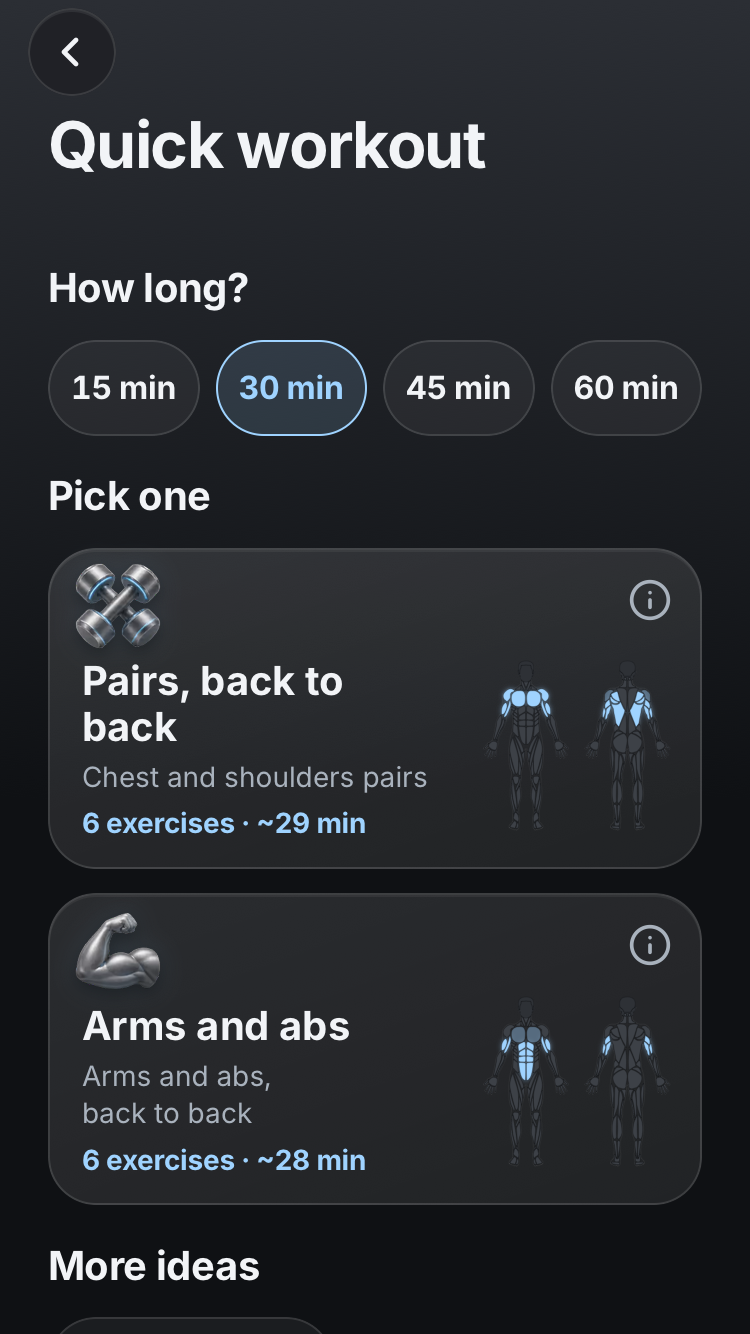 Quick workout
How long?
15 min
30 min
45 min
60 min
Pick one
Pairs, back to
back
Chest and shoulders pairs
6 exercises · ~29 min
Arms and abs
Arms and abs,
back to back
6 exercises · ~28 min
More ideas